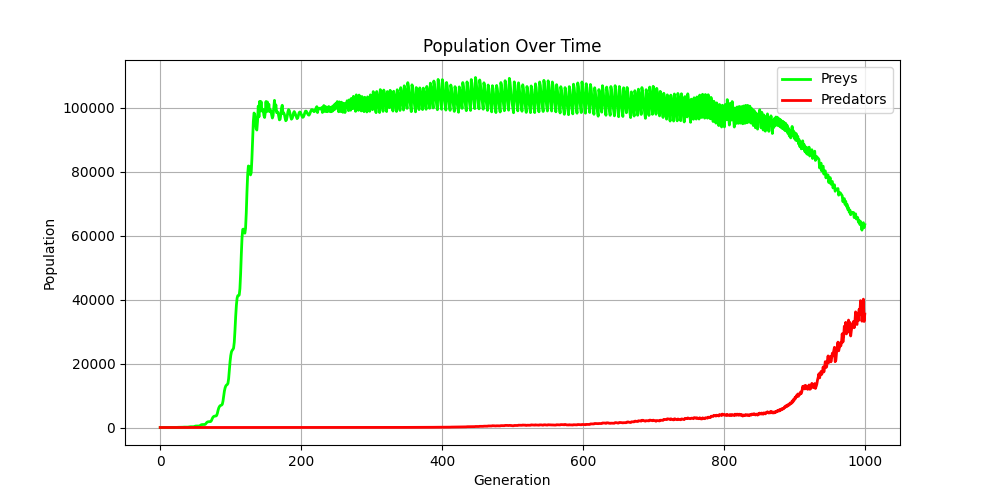 Population Over Time
Preys
Predators
Population
100000
80000
60000
40000
20000
0
0 200 400 600 800 1000
Generation